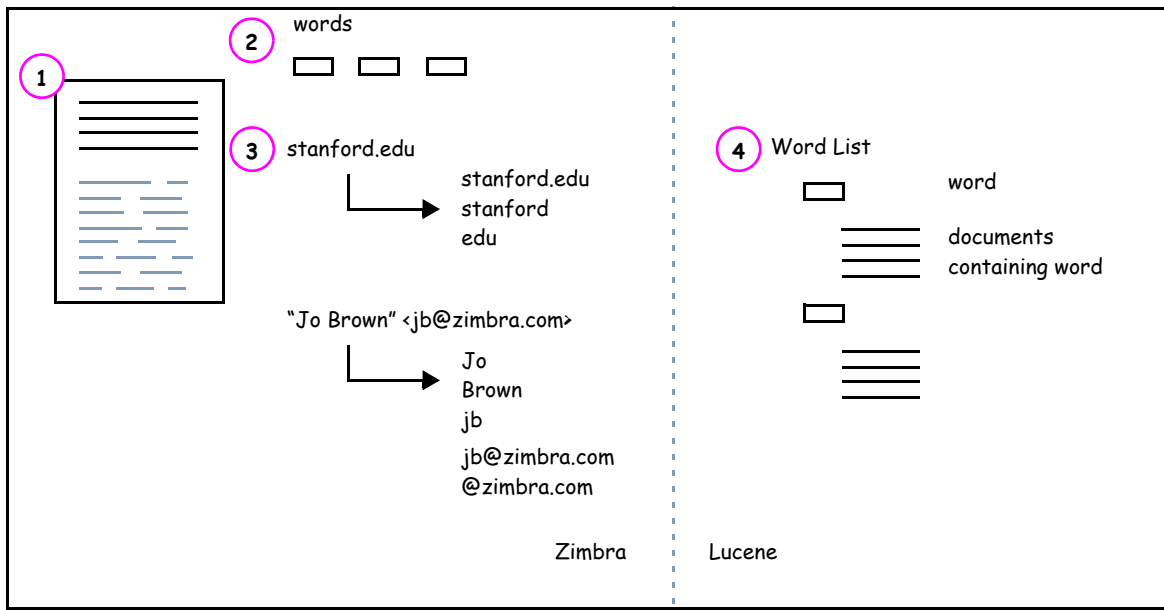 1
2
words
3
stanford.edu
stanford.edu
stanford
edu
“Jo Brown” <jb@zimbra.com>
Jo
Brown
jb
jb@zimbra.com
@zimbra.com
Zimbra
4
Word List
word
documents
containing word
Lucene